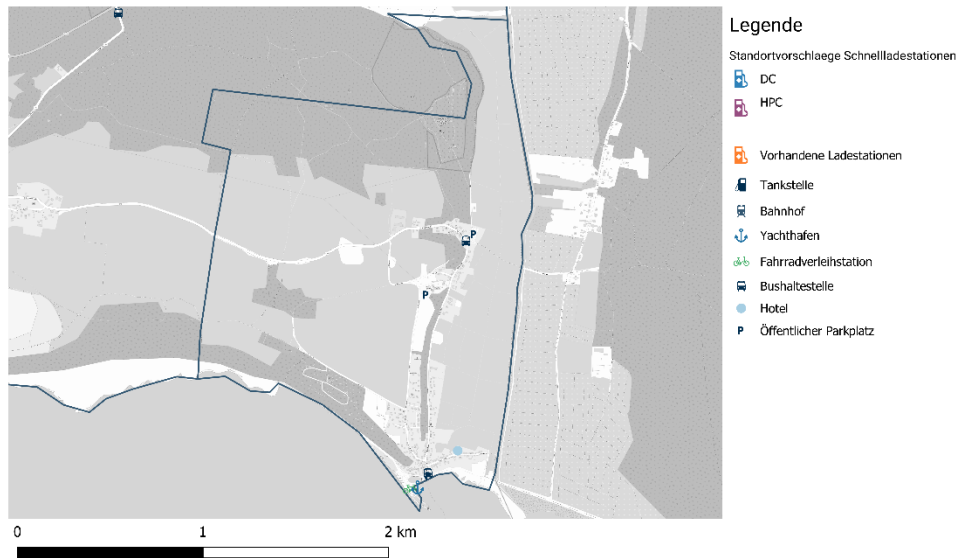 Legende
Standortvorschlaege Schnellladestationen
DC
HPC
Vorhandene Ladestationen
Tankstelle
Bahnhof
Yachthafen
Fahrradverleihstation
Bushaltestelle
Hotel
P Öffentlicher Parkplatz
P
P
0 1 2 km